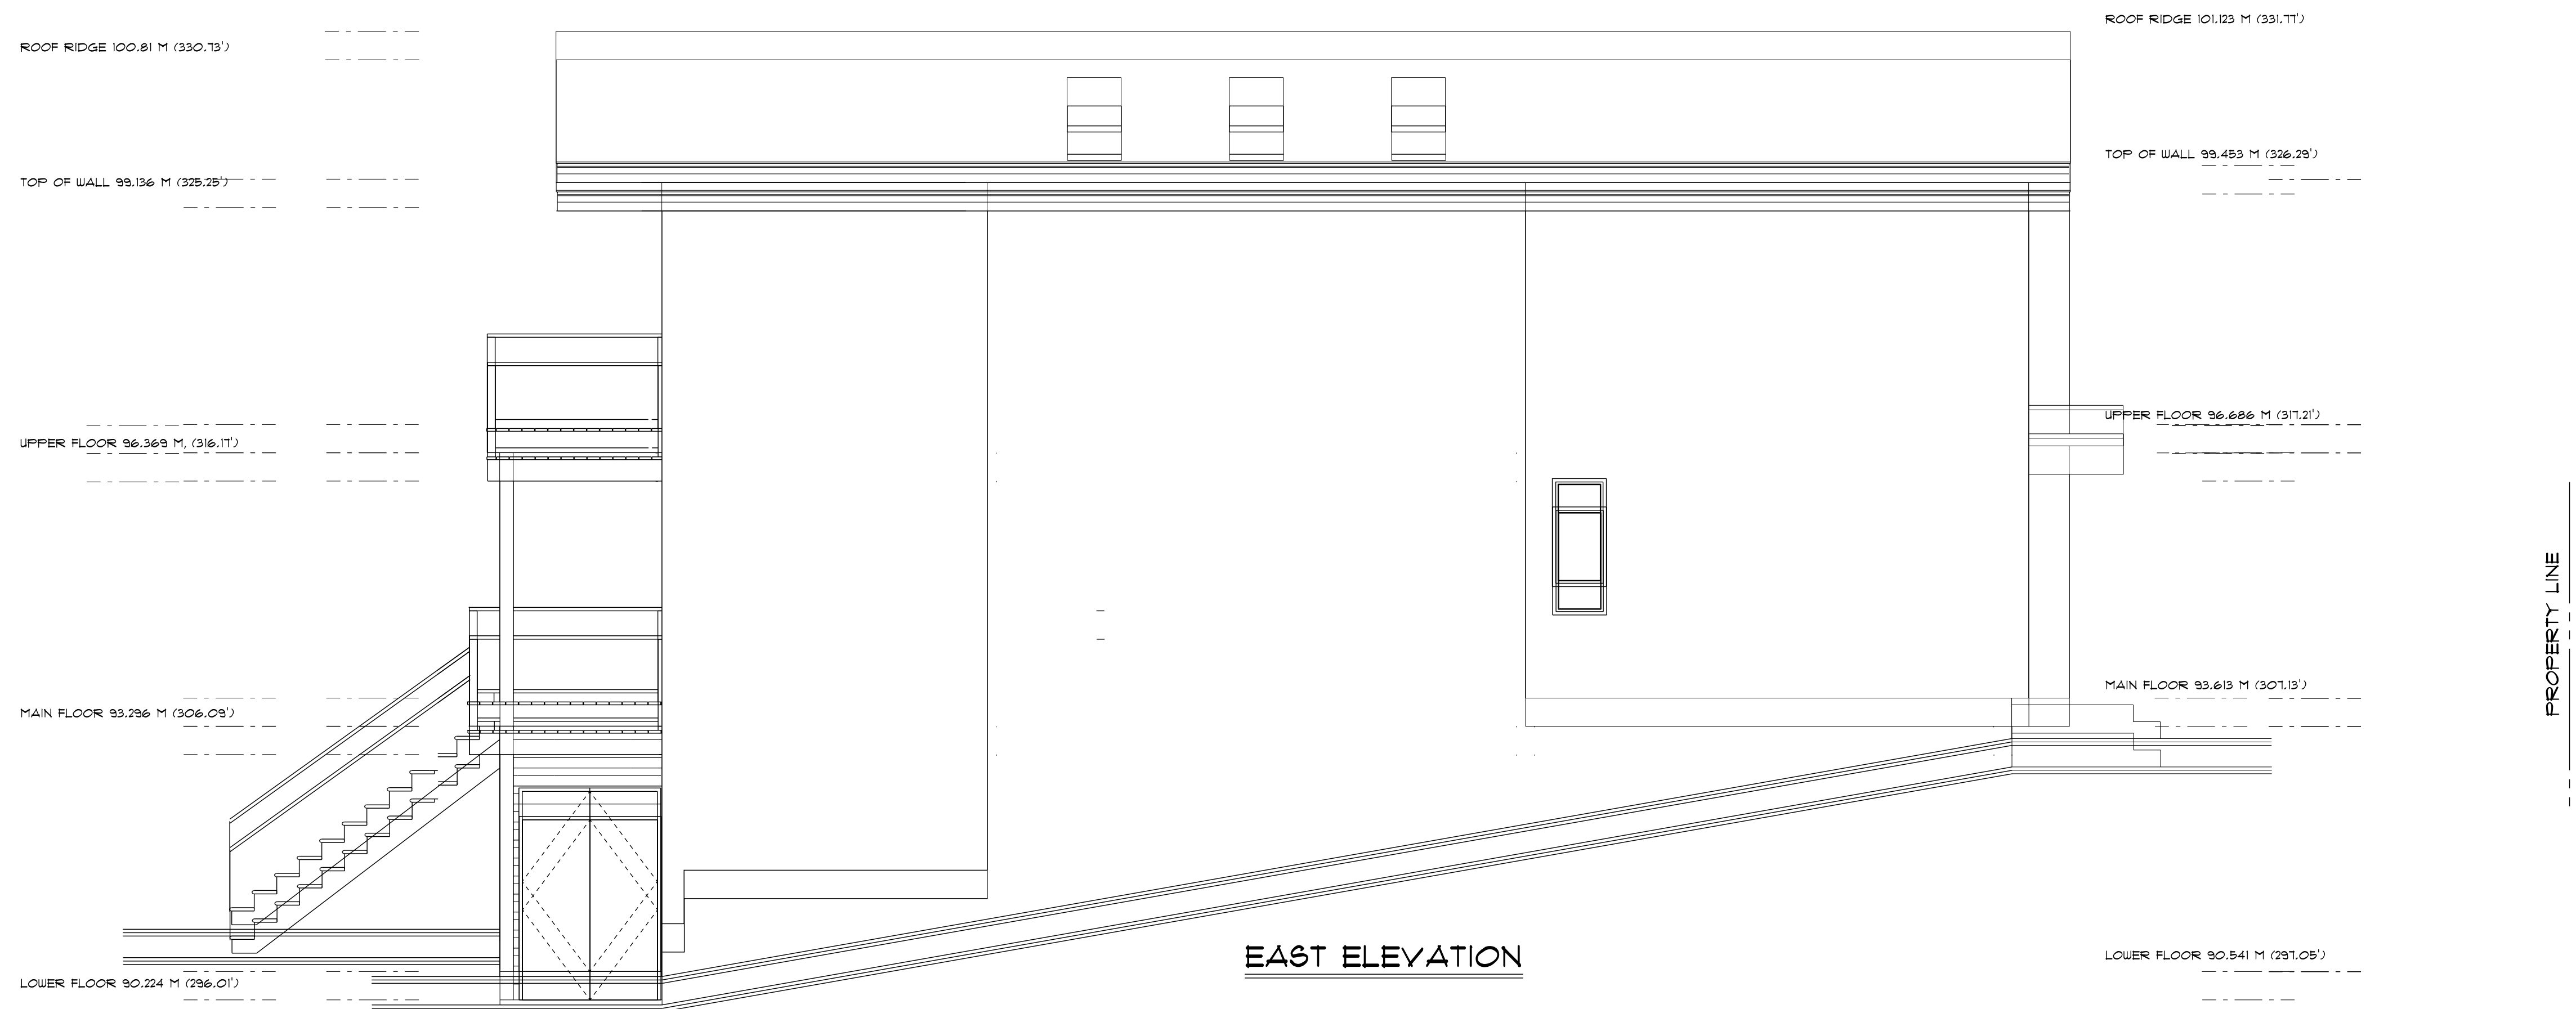 ROOF RIDGE 100.81 M (330.73')
ROOF RIDGE 101.123 M (331.77')
TOP OF WALL 99.136 M (325.25')
TOP OF WALL 99.453 M (326.29')
UPPER FLOOR 96.369 M, (316.17')
UPPER FLOOR 96.686 M (317.21')
MAIN FLOOR 93.296 M (306.09')
MAIN FLOOR 93.613 M (307.13')
PROPERTY LINE
EAST ELEVATION
LOWER FLOOR 90.224 M (296.01')
LOWER FLOOR 90.541 M (297.05')